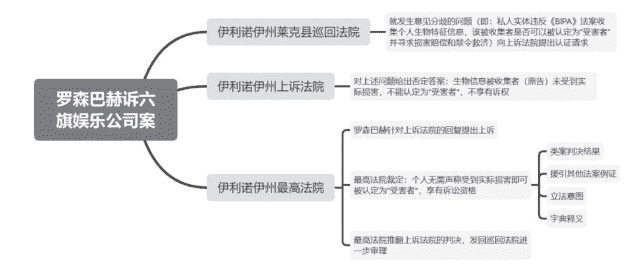 罗森巴赫诉六
旗娱乐公司案
伊利诺伊州莱克县巡回法院
就发生意见分歧的问题（即：私人实体违反《BIPA》法案收
集个人生物特征信息，该被收集者是否可以被认定为"受害者"
并寻求损害赔偿和禁令救济）向上诉法院提出认证请求
伊利诺伊州上诉法院
对上述问题给出否定答案：生物信息被收集者（原告）未受到实
际损害，不能认定为"受害者"，不享有诉权
伊利诺伊州最高法院
罗森巴赫针对上诉法院的回复提出上诉
最高法院裁定：个人无需声称受到实际损害即可
被认定为"受害者"，享有诉讼资格
类案判决结果
援引其他法案例证
立法意图
字典释义
最高法院推翻上诉法院的判决，发回巡回法院进
一步审理